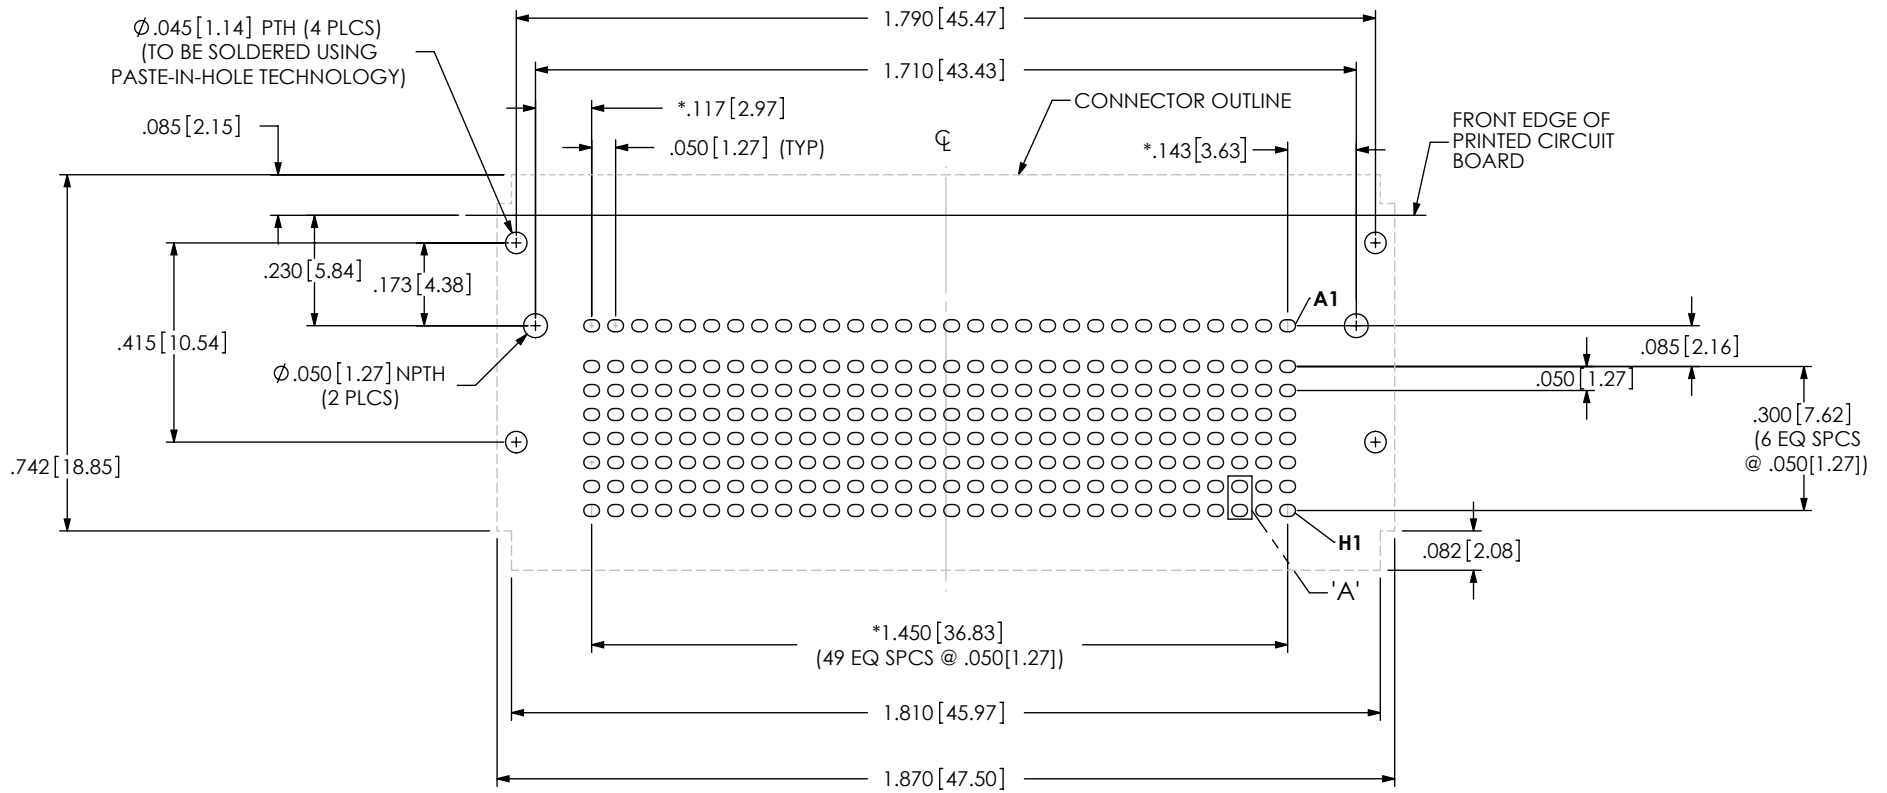 1.790 [45.47]
Ø.045 [1.14] PTH (4 PLCS)
(TO BE SOLDERED USING
PASTE-IN-HOLE TECHNOLOGY)
1.710 [43.43]
*.117 [2.97]
CONNECTOR OUTLINE
.085 [2.15]
FRONT EDGE OF
PRINTED CIRCUIT
BOARD
.050 [1.27] (TYP)
℄
*.143 [3.63]
.230 [5.84]
.173 [4.38]
A1
.415 [10.54]
.085 [2.16]
Ø.050 [1.27] NPTH
(2 PLCS)
.050 [1.27]
.300 [7.62]
(6 EQ SPCS
@ .050[1.27])
.742 [18.85]
H1
.082 [2.08]
'A'
*1.450 [36.83]
(49 EQ SPCS @ .050[1.27])
1.810 [45.97]
1.870 [47.50]